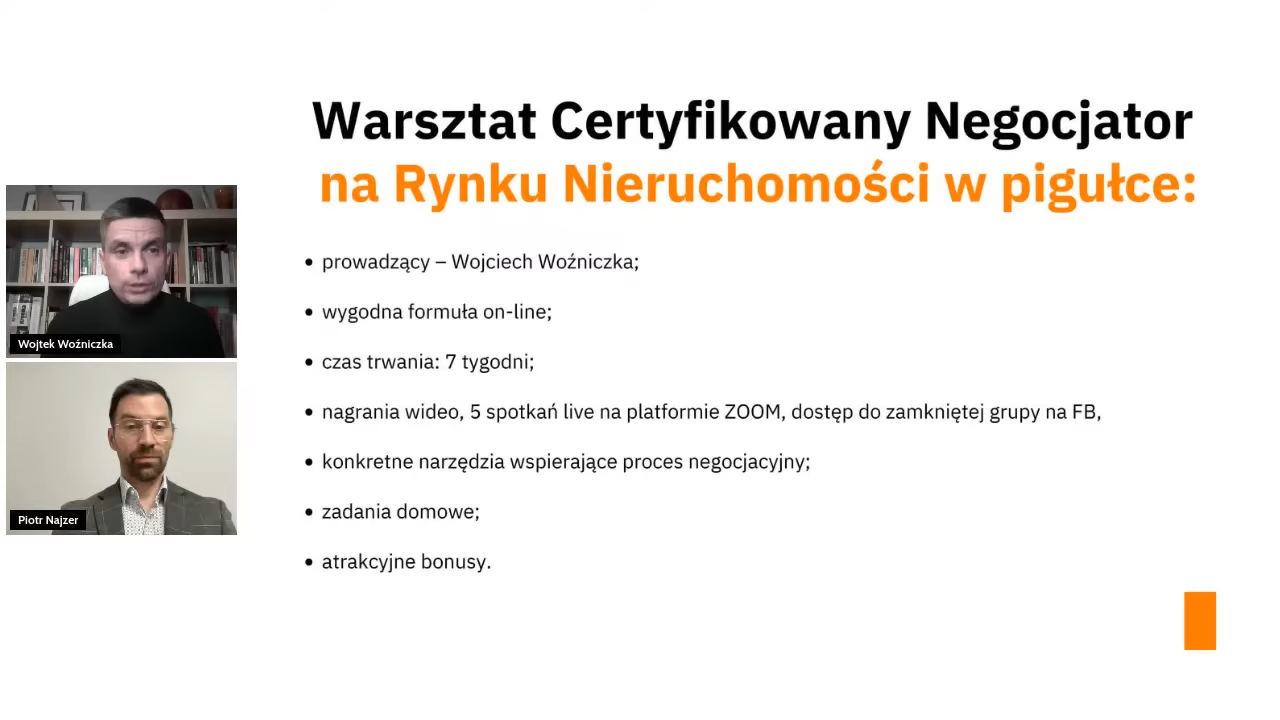 Warsztat Certyfikowany Negocjator
na Rynku Nieruchomości w pigułce:
• prowadzący – Wojciech Woźniczka;
• wygodna formuła on-line;
• czas trwania: 7 tygodni;
• nagrania wideo, 5 spotkań live na platformie ZOOM, dostęp do zamkniętej grupy na FB,
• konkretne narzędzia wspierające proces negocjacyjny;
• zadania domowe;
• atrakcyjne bonusy.
Wojtek Woźniczka
Piotr Najzer